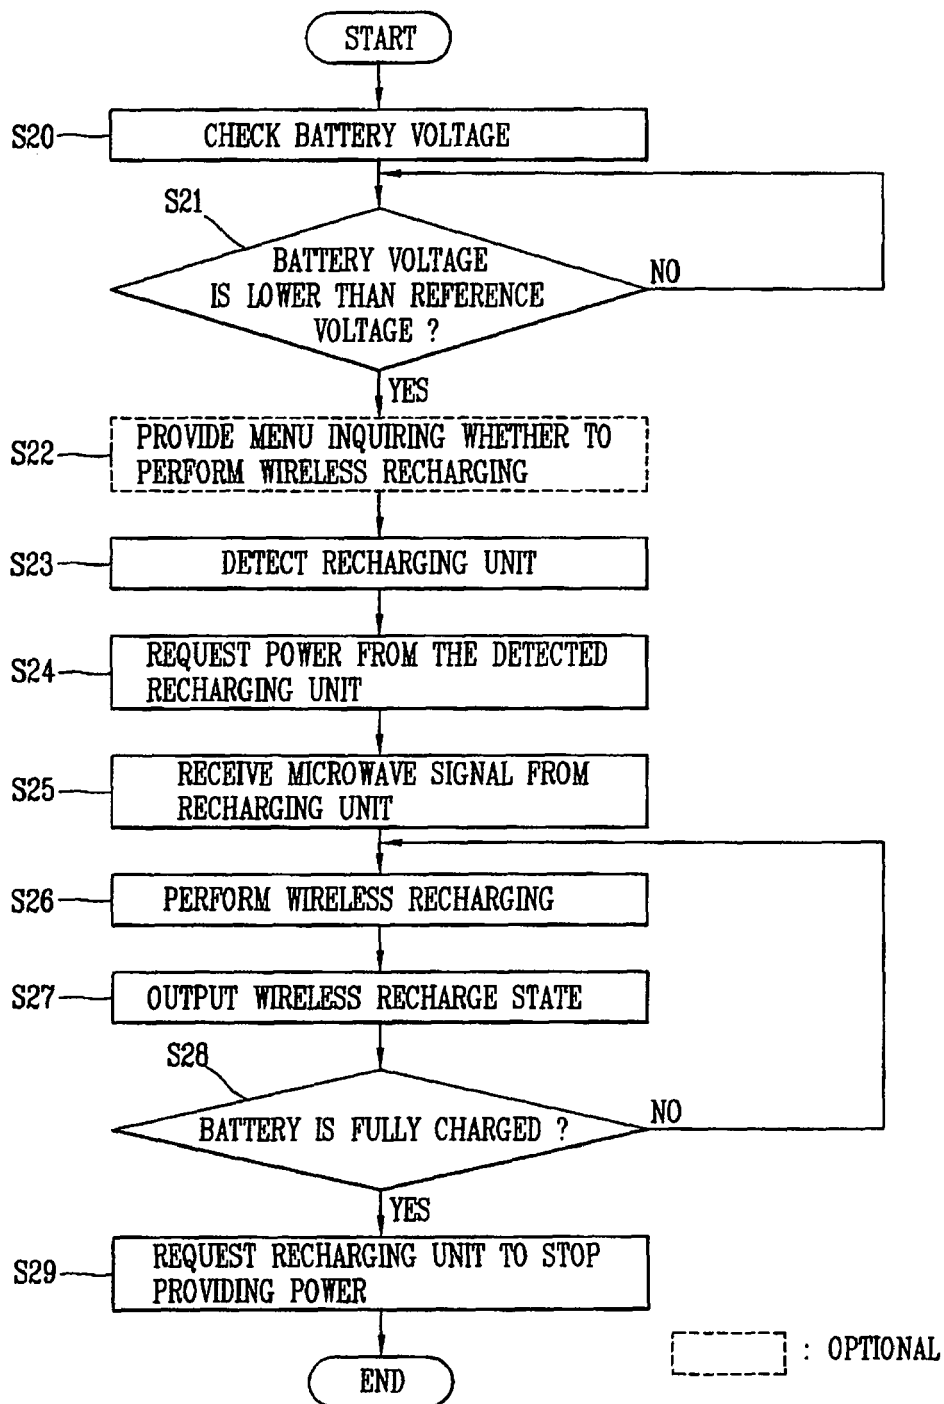 START
S20
CHECK BATTERY VOLTAGE
S21
BATTERY VOLTAGE
IS LOWER THAN REFERENCE
VOLTAGE ?
NO
YES
S22
PROVIDE MENU INQUIRING WHETHER TO
PERFORM WIRELESS RECHARGING
S23
DETECT RECHARGING UNIT
S24
REQUEST POWER FROM THE DETECTED
RECHARGING UNIT
S25
RECEIVE MICROWAVE SIGNAL FROM
RECHARGING UNIT
S26
PERFORM WIRELESS RECHARGING
S27
OUTPUT WIRELESS RECHARGE STATE
S28
BATTERY IS FULLY CHARGED ?
NO
YES
S29
REQUEST RECHARGING UNIT TO STOP
PROVIDING POWER
: OPTIONAL
END